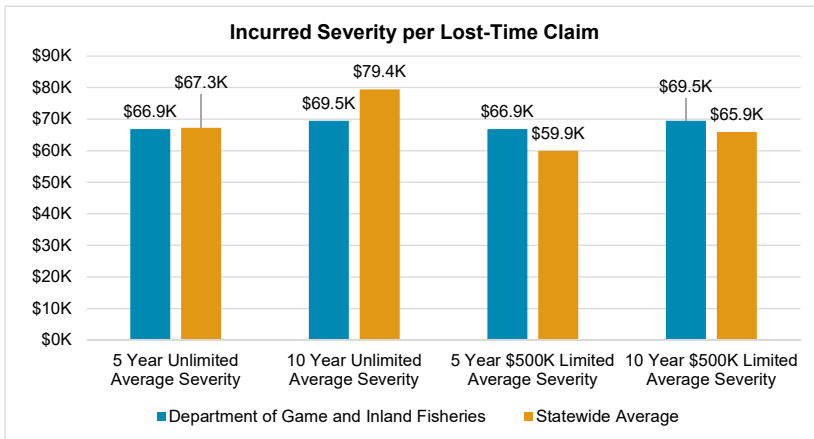 Incurred Severity per Lost-Time Claim
$90K
$80K
$70K
$60K
$50K
$40K
$30K
$20K
$10K
$0K
$66.9K
$67.3K
$69.5K
$79.4K
$66.9K
$59.9K
$69.5K
$65.9K
5 Year Unlimited
Average Severity
10 Year Unlimited
Average Severity
5 Year $500K Limited
Average Severity
10 Year $500K Limited
Average Severity
Department of Game and Inland Fisheries
Statewide Average